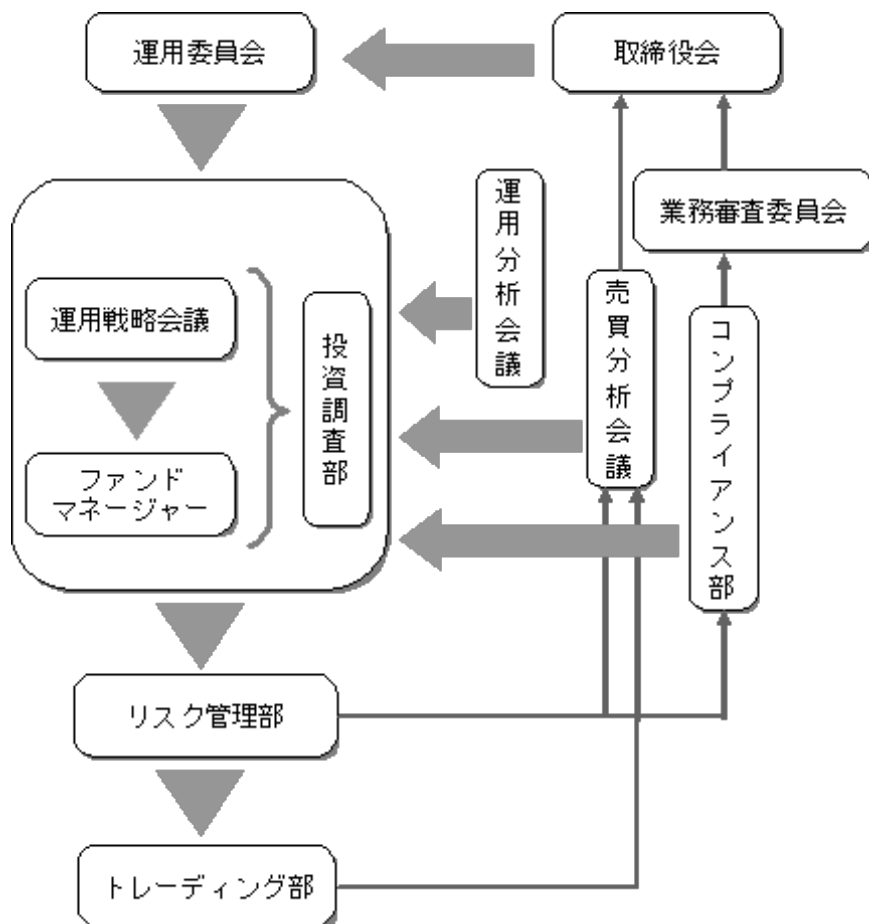 運用委員会
取締役会
運用分析会議
業務審査委員会
運用戦略会議
投資調査部
売買分析会議
コンプライアンス部
ファンド
マネージャー
リスク管理部
トレーディング部